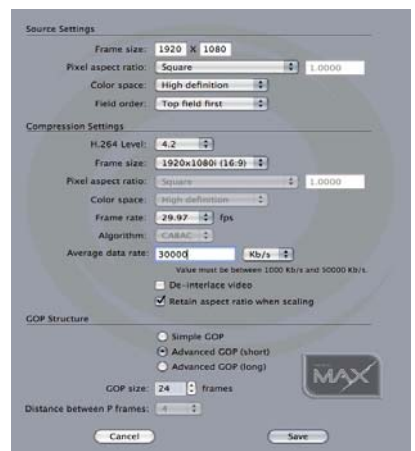 Source Settings
Frame size: 1920 X 1080
Pixel aspect ratio: Square 1.0000
Color space: High definition
Field order: Top field first
Compression Settings
H.264 Level: 4.2
Frame size: 1920x1080i (16:9)
Pixel aspect ratio: Square 1.0000
Color space: High definition
Frame rate: 29.97 fps
Algorithm: CABAC
Average data rate: 30000 Kb/s
Value must be between 1000 Kb/s and 50000 Kb/s.
De-interlace video
Retain aspect ratio when scaling
GOP Structure
Simple GOP
Advanced GOP (short)
Advanced GOP (long)
MAX
GOP size: 24 frames
Distance between P frames: 4
Cancel Save